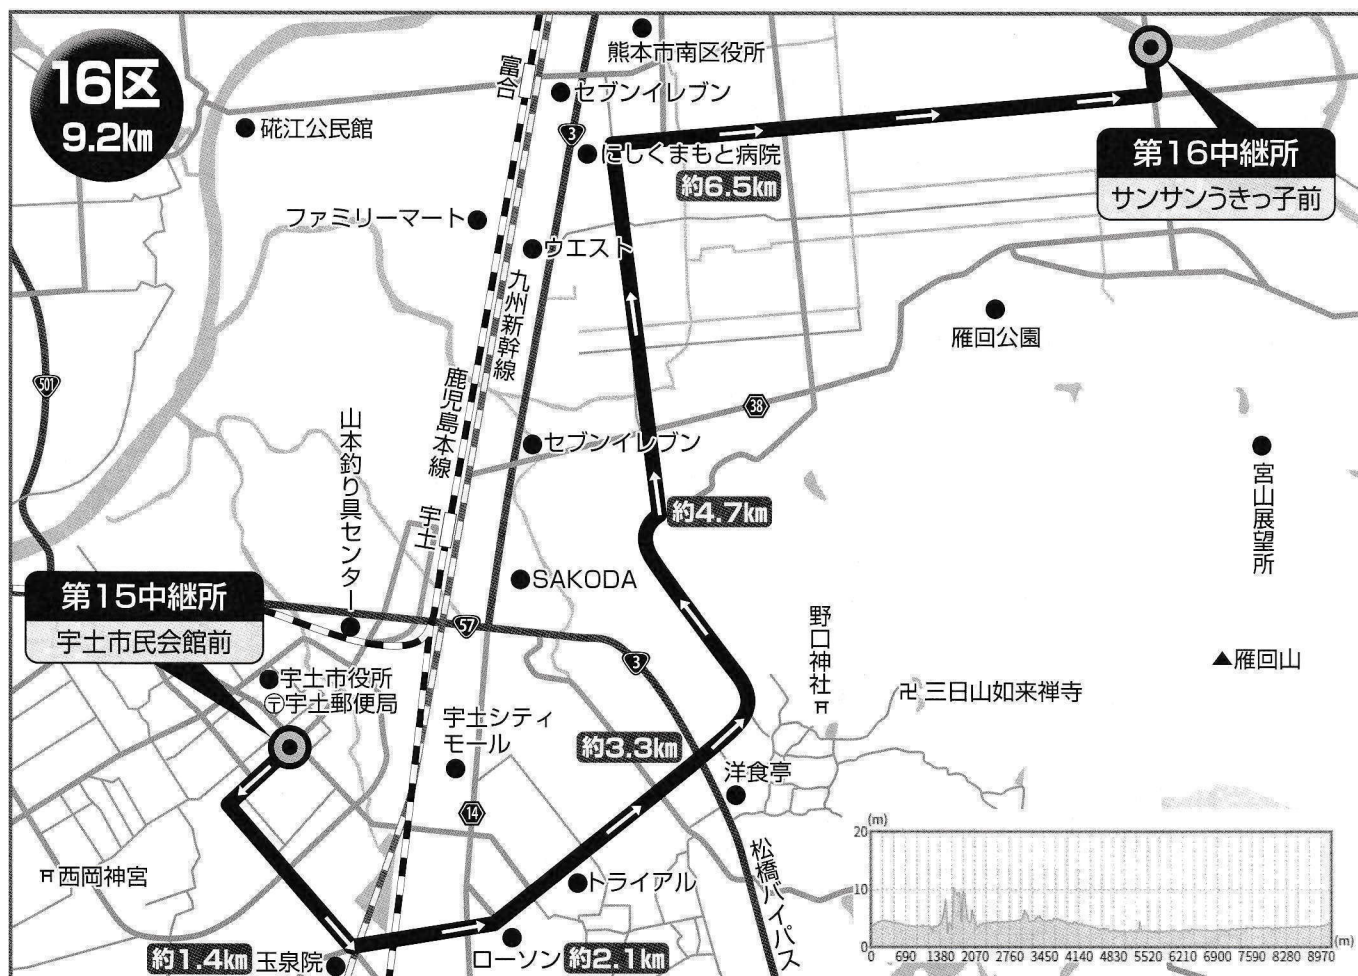 16区
9.2km
熊本市南区役所
富合
セブンイレブン
3
硴江公民館
にしくまもと病院
約6.5km
第16中継所
サンサンうきっ子前
ファミリーマート
ウエスト
九州新幹線
雁回公園
501
鹿児島本線
38
山本釣り具センター
セブンイレブン
宮山展望所
宇土
約4.7km
SAKODA
第15中継所
宇土市民会館前
57
3
野口神社
雁回山
卍三日山如来禅寺
宇土市役所
〒宇土郵便局
宇土シティ
モール
約3.3km
洋食亭
14
松橋バイパス
西岡神宮
トライアル
約1.4km
玉泉院
ローソン
約2.1km
(m)
20
10
0
0 690 1380 2070 2760 3450 4140 4830 5520 6210 6900 7590 8280 8970
(m)